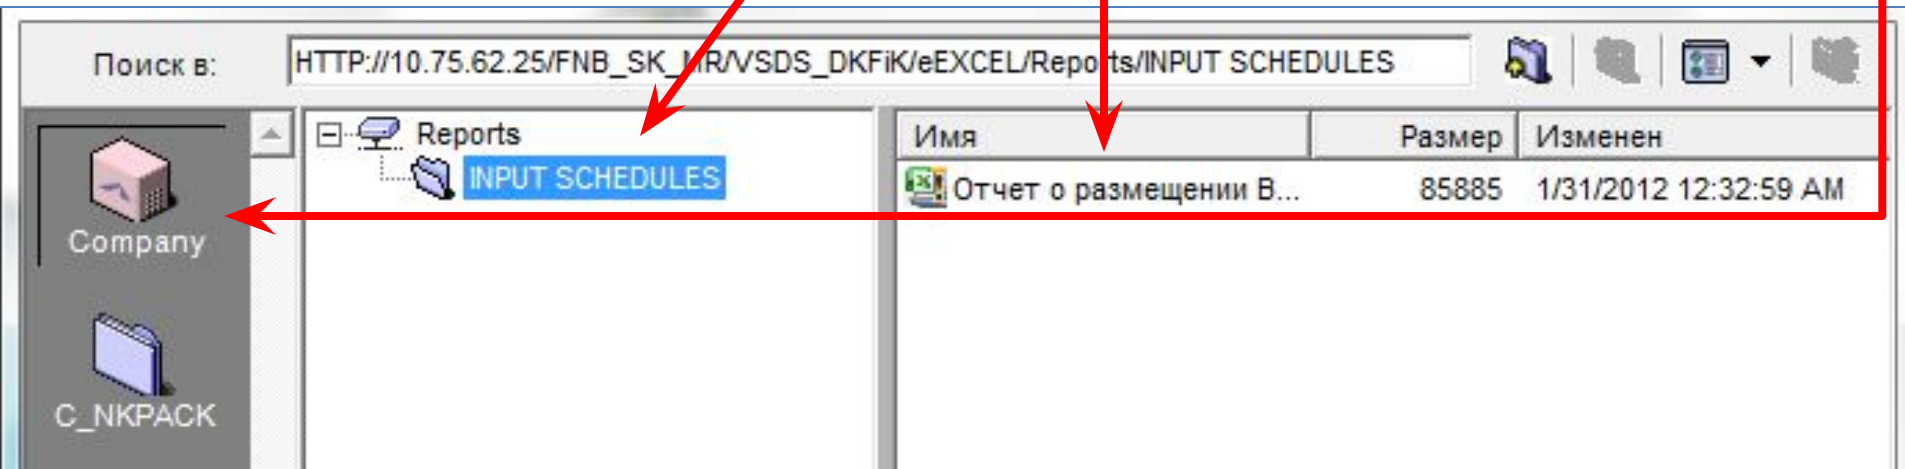 Поиск в:
HTTP://10.75.62.25/FNB_SK_MR/VSDS_DKFiK/eEXCEL/Reports/INPUT SCHEDULES
Company
C_NKPACK
Reports
INPUT SCHEDULES
Имя Размер Изменен
Отчет о размещении В... 85885 1/31/2012 12:32:59 AM